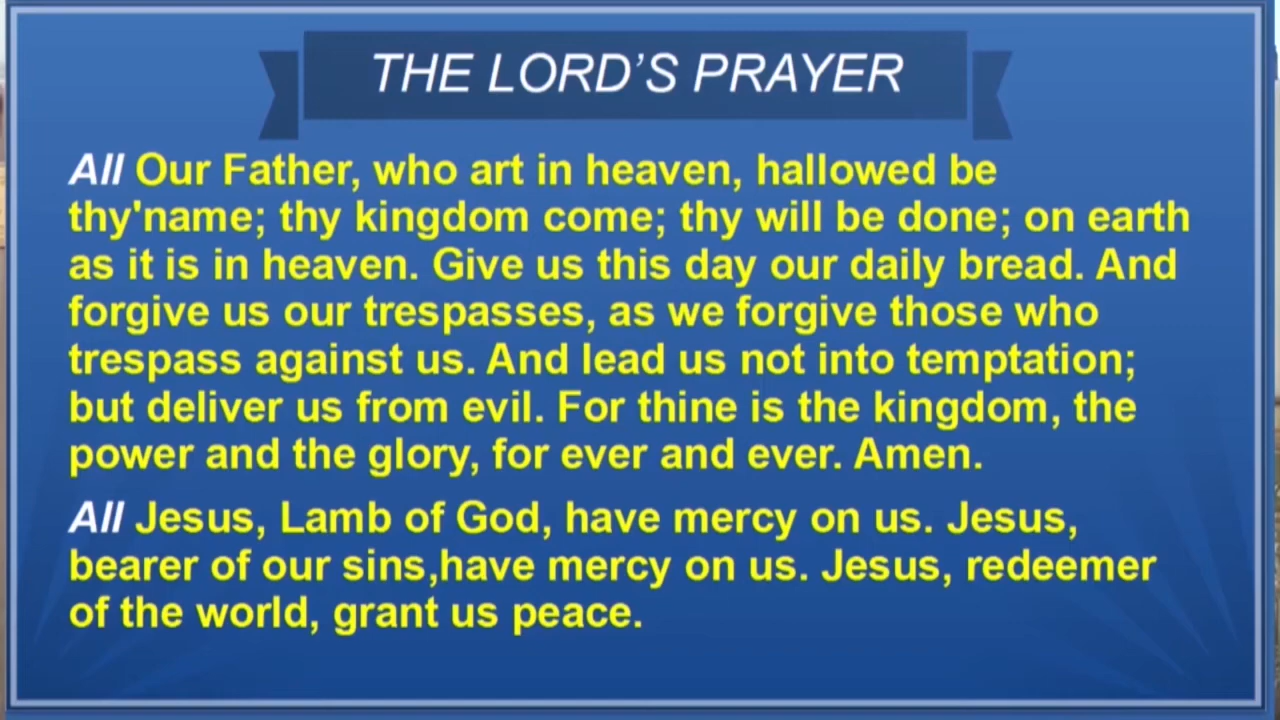 THE LORD’S PRAYER
All Our Father, who art in heaven, hallowed be
thy'name; thy kingdom come; thy will be done; on earth
as it is in heaven. Give us this day our daily bread. And
forgive us our trespasses, as we forgive those who
trespass against us. And lead us not into temptation;
but deliver us from evil. For thine is the kingdom, the
power and the glory, for ever and ever. Amen.
All Jesus, Lamb of God, have mercy on us. Jesus,
bearer of our sins,have mercy on us. Jesus, redeemer
of the world, grant us peace.